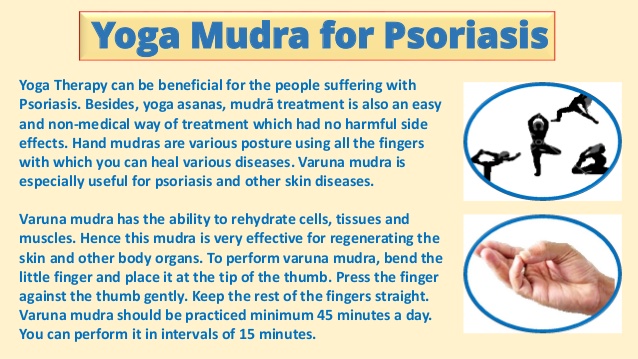 Yoga Mudra for Psoriasis
Yoga Therapy can be beneficial for the people suffering with
Psoriasis. Besides, yoga asanas, mudrā treatment is also an easy
and non-medical way of treatment which had no harmful side
effects. Hand mudras are various posture using all the fingers
with which you can heal various diseases. Varuna mudra is
especially useful for psoriasis and other skin diseases.
Varuna mudra has the ability to rehydrate cells, tissues and
muscles. Hence this mudra is very effective for regenerating the
skin and other body organs. To perform varuna mudra, bend the
little finger and place it at the tip of the thumb. Press the finger
against the thumb gently. Keep the rest of the fingers straight.
Varuna mudra should be practiced minimum 45 minutes a day.
You can perform it in intervals of 15 minutes.